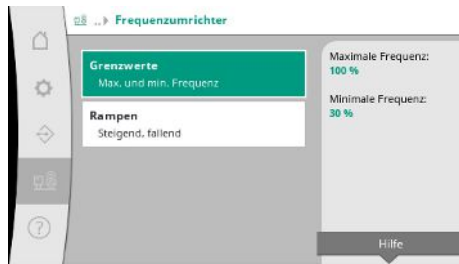 ..▸ Frequenzumrichter
Grenzwerte
Max. und min. Frequenz
Rampen
Steigend, fallend
Maximale Frequenz:
100 %
Minimale Frequenz:
30 %
Hilfe